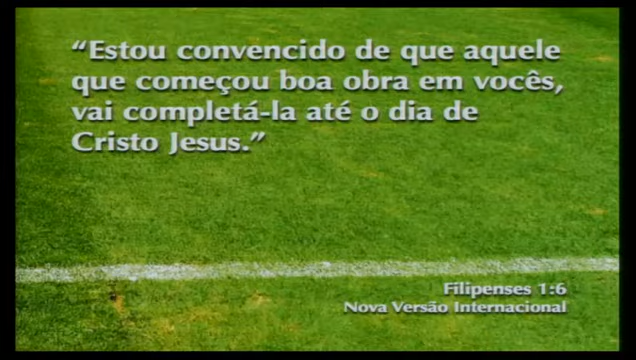 “Estou convencido de que aquele
que começou boa obra em vocês,
vai completá-la até o dia de
Cristo Jesus.”
Filipenses 1:6
Nova Versão Internacional